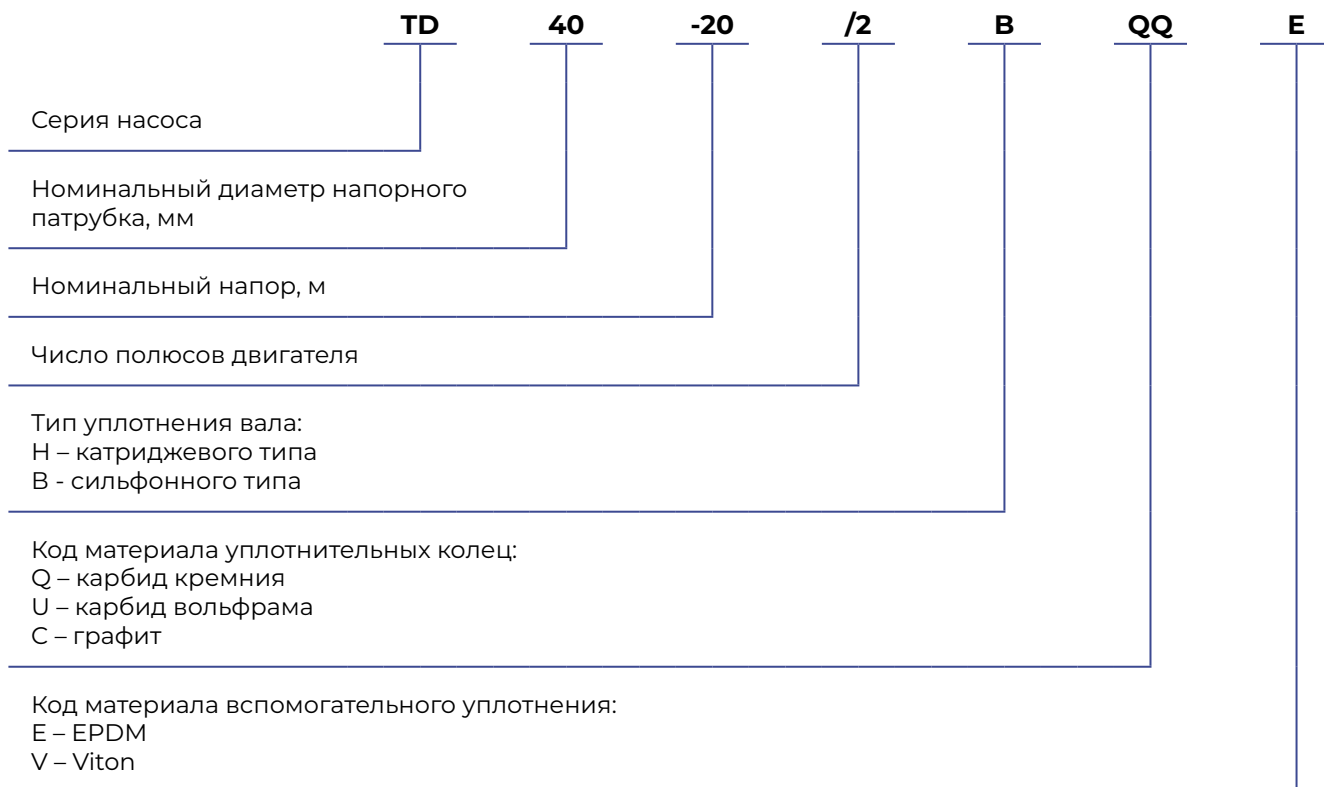 TD 40 -20 /2 B QQ E
Серия насоса
Номинальный диаметр напорного
патрубка, мм
Номинальный напор, м
Число полюсов двигателя
Тип уплотнения вала:
H – катриджевого типа
B - сильфонного типа
Код материала уплотнительных колец:
Q – карбид кремния
U – карбид вольфрама
C – графит
Код материала вспомогательного уплотнения:
E – EPDM
V – Viton